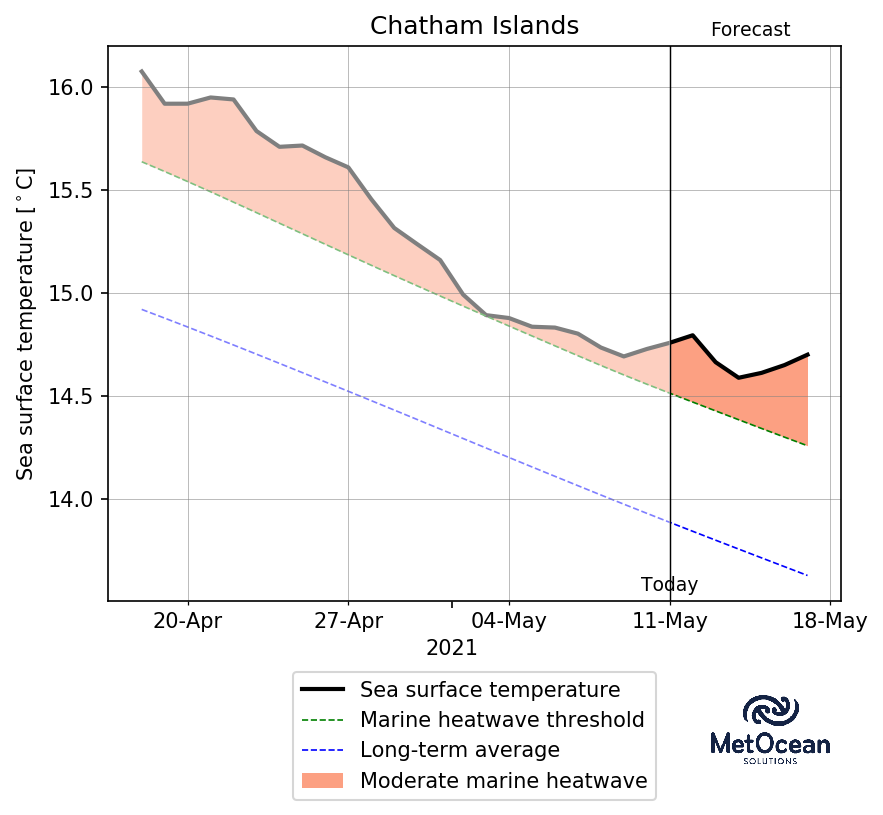 Chatham Islands
Forecast
Sea surface temperature [°C]
16.0
15.5
15.0
14.5
14.0
Today
20-Apr 27-Apr 04-May 11-May 18-May
2021
Sea surface temperature
Marine heatwave threshold
Long-term average
Moderate marine heatwave
MetOcean
SOLUTIONS